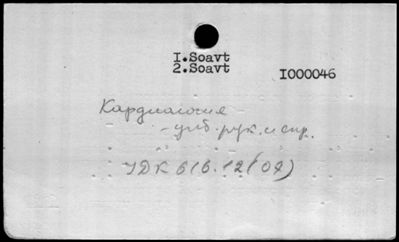 I.Soavt
2.Soavt
I000046
Кардиология -
- учеб. рук. и спр.
УДК 616.12(07)